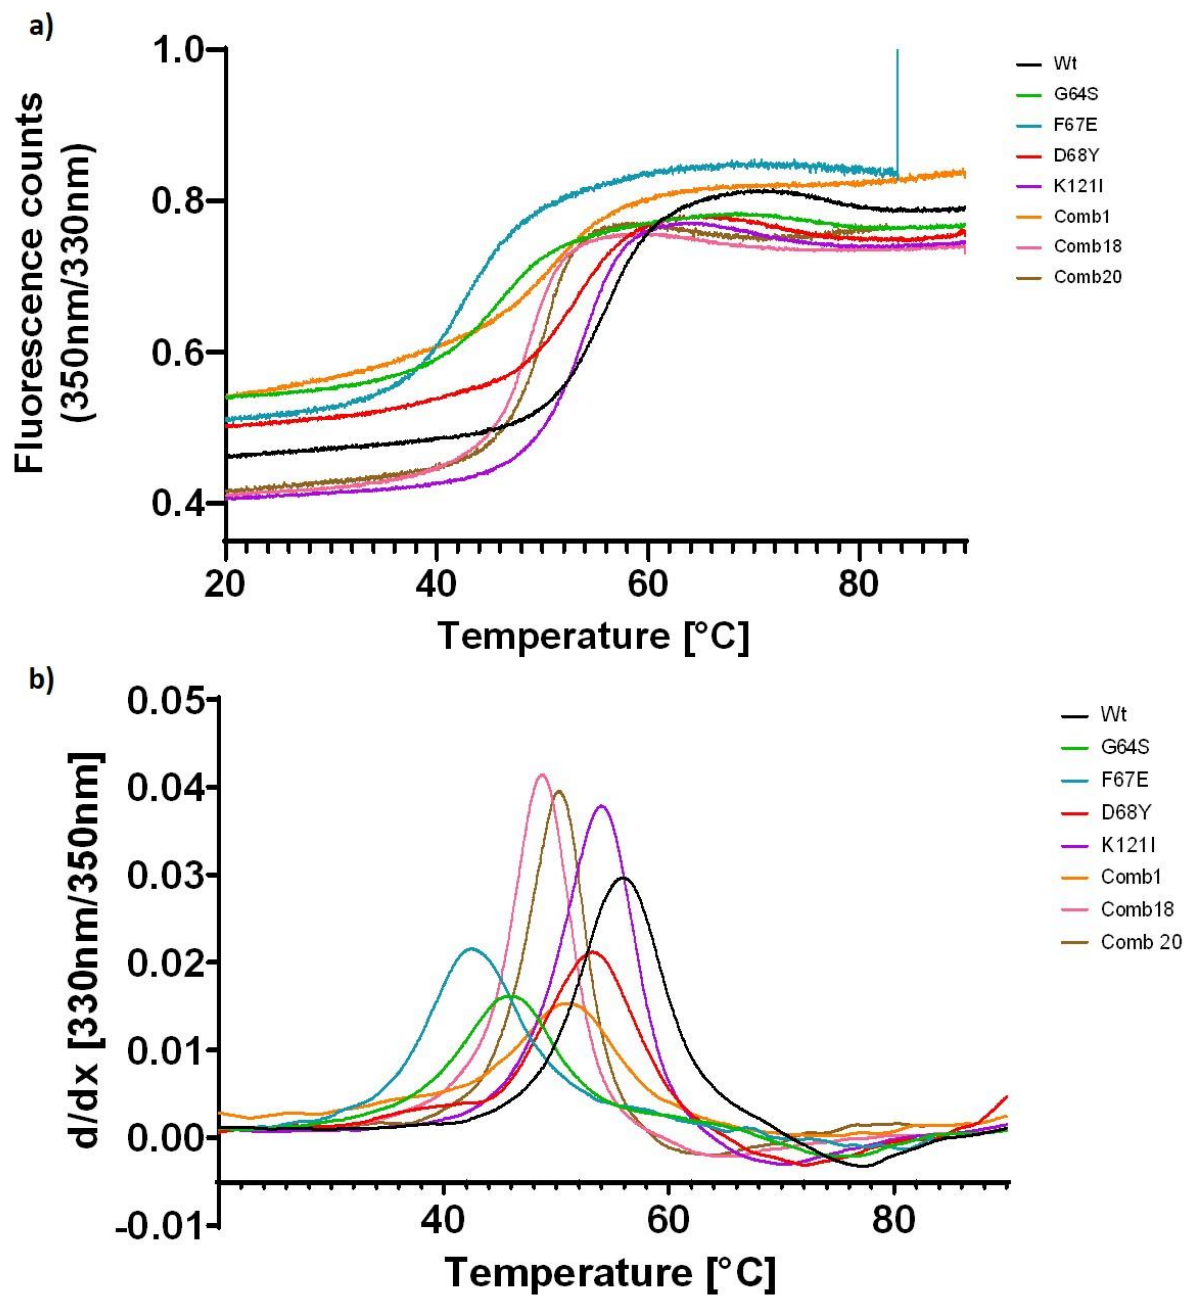 a)
1.0
0.8
0.6
0.4
Fluorescence counts
(350nm/330nm)
20
40
60
80
Temperature [°C]
Wt
G64S
F67E
D68Y
K121I
Comb1
Comb18
Comb20
b)
0.05
0.04
0.03
0.02
0.01
0.00
-0.01
d/dx [330nm/350nm]
40
60
80
Temperature [°C]
Wt
G64S
F67E
D68Y
K121I
Comb1
Comb18
Comb 20